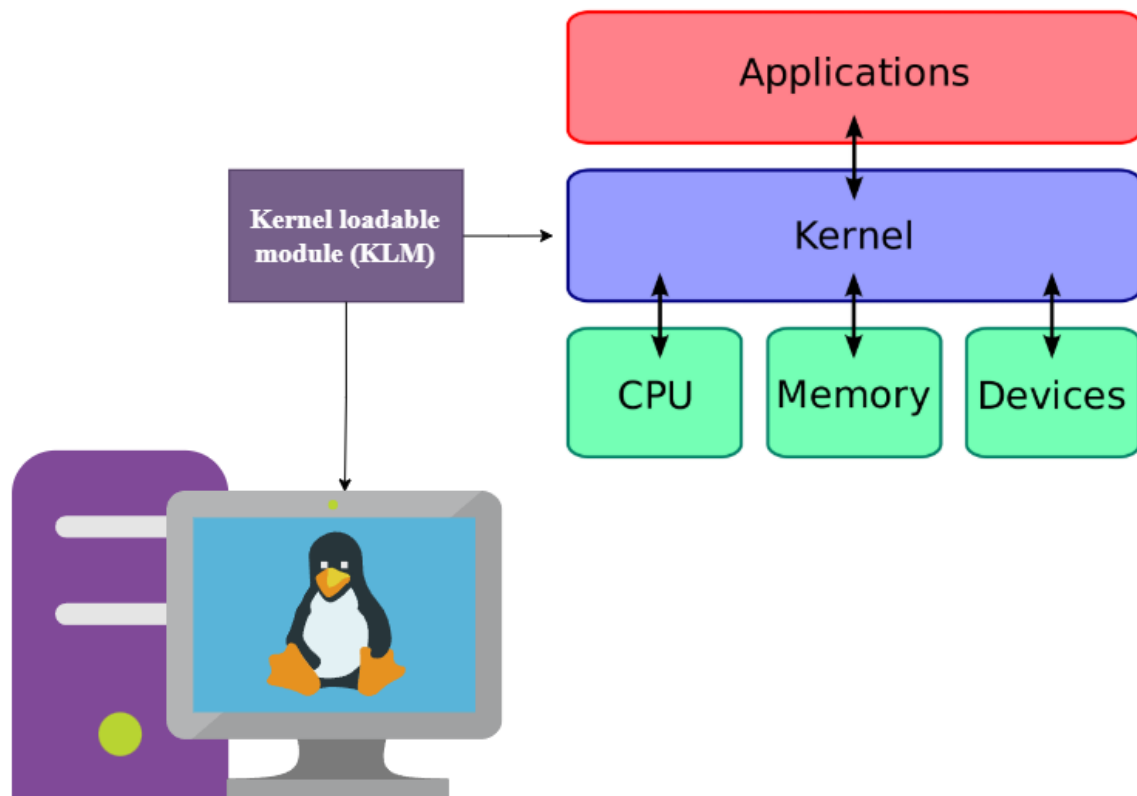 Applications
Kernel loadable
module (KLM)
Kernel
CPU
Memory
Devices